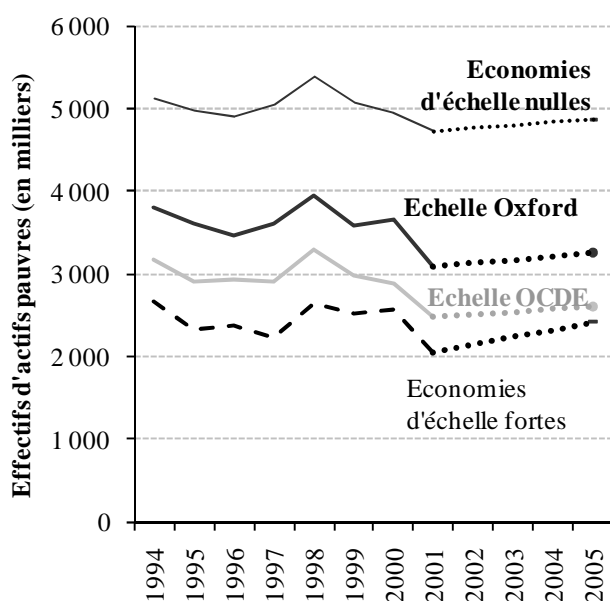 6 000
5 000
4 000
3 000
2 000
1 000
0
Effectifs d'actifs pauvres (en milliers)
Economies
d'échelle nulles
Echelle Oxford
Echelle OCDE
Economies
d'échelle fortes
1994
1995
1996
1997
1998
1999
2000
2001
2002
2003
2004
2005